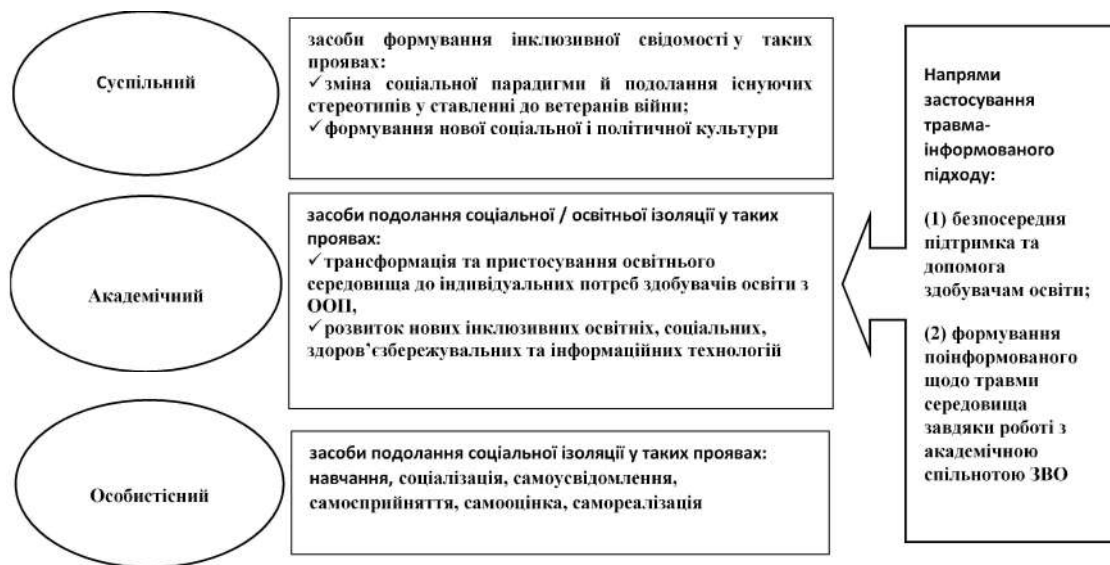 Суспільний
засоби формування інклюзивної свідомості у таких
проявах:
✓зміна соціальної парадигми й подолання існуючих
стереотипів у ставленні до ветеранів війни;
✓формування нової соціальної і політичної культури
Академічний
засоби подолання соціальної / освітньої ізоляції у таких
проявах:
✓трансформація та пристосування освітнього
середовища до індивідуальних потреб здобувачів освіти з
ООП,
✓розвиток нових інклюзивних освітніх, соціальних,
здоров’язбережувальних та інформаційних технологій
Особистісний
засоби подолання соціальної ізоляції у таких проявах:
навчання, соціалізація, самоусвідомлення,
самосприйняття, самооцінка, самореалізація
Напрями
застосування
травма-
інформованого
підходу:
(1) безпосередня
підтримка та
допомога
здобувачам освіти;
(2) формування
поінформованого
щодо травми
середовища
завдяки роботі з
академічною
спільнотою ЗВО